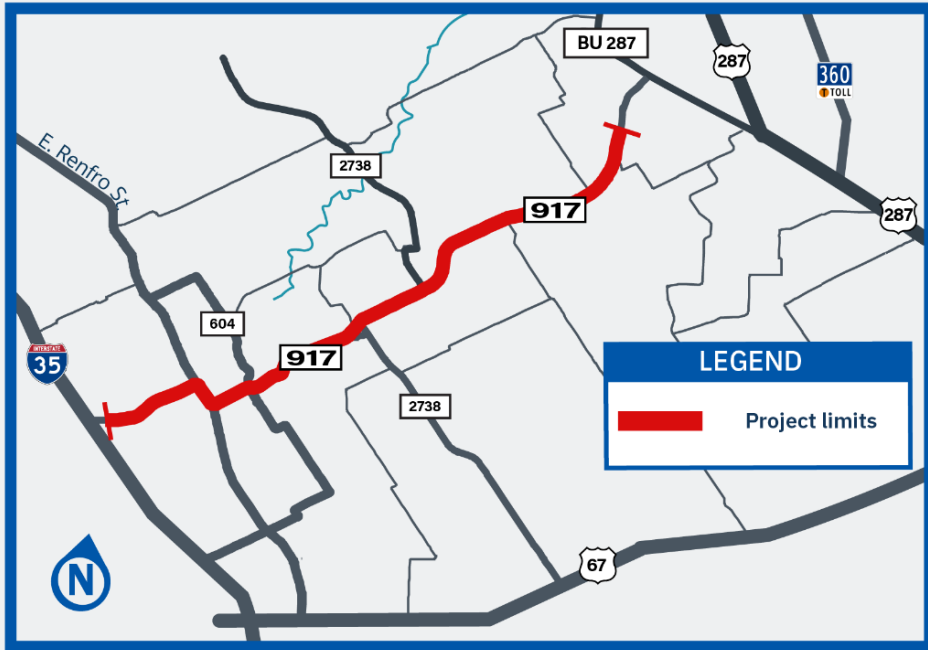 BU 287
287
360
T TOLL
E. Renfro St.
2738
917
287
604
INTERSTATE
35
917
LEGEND
Project limits
2738
67
N